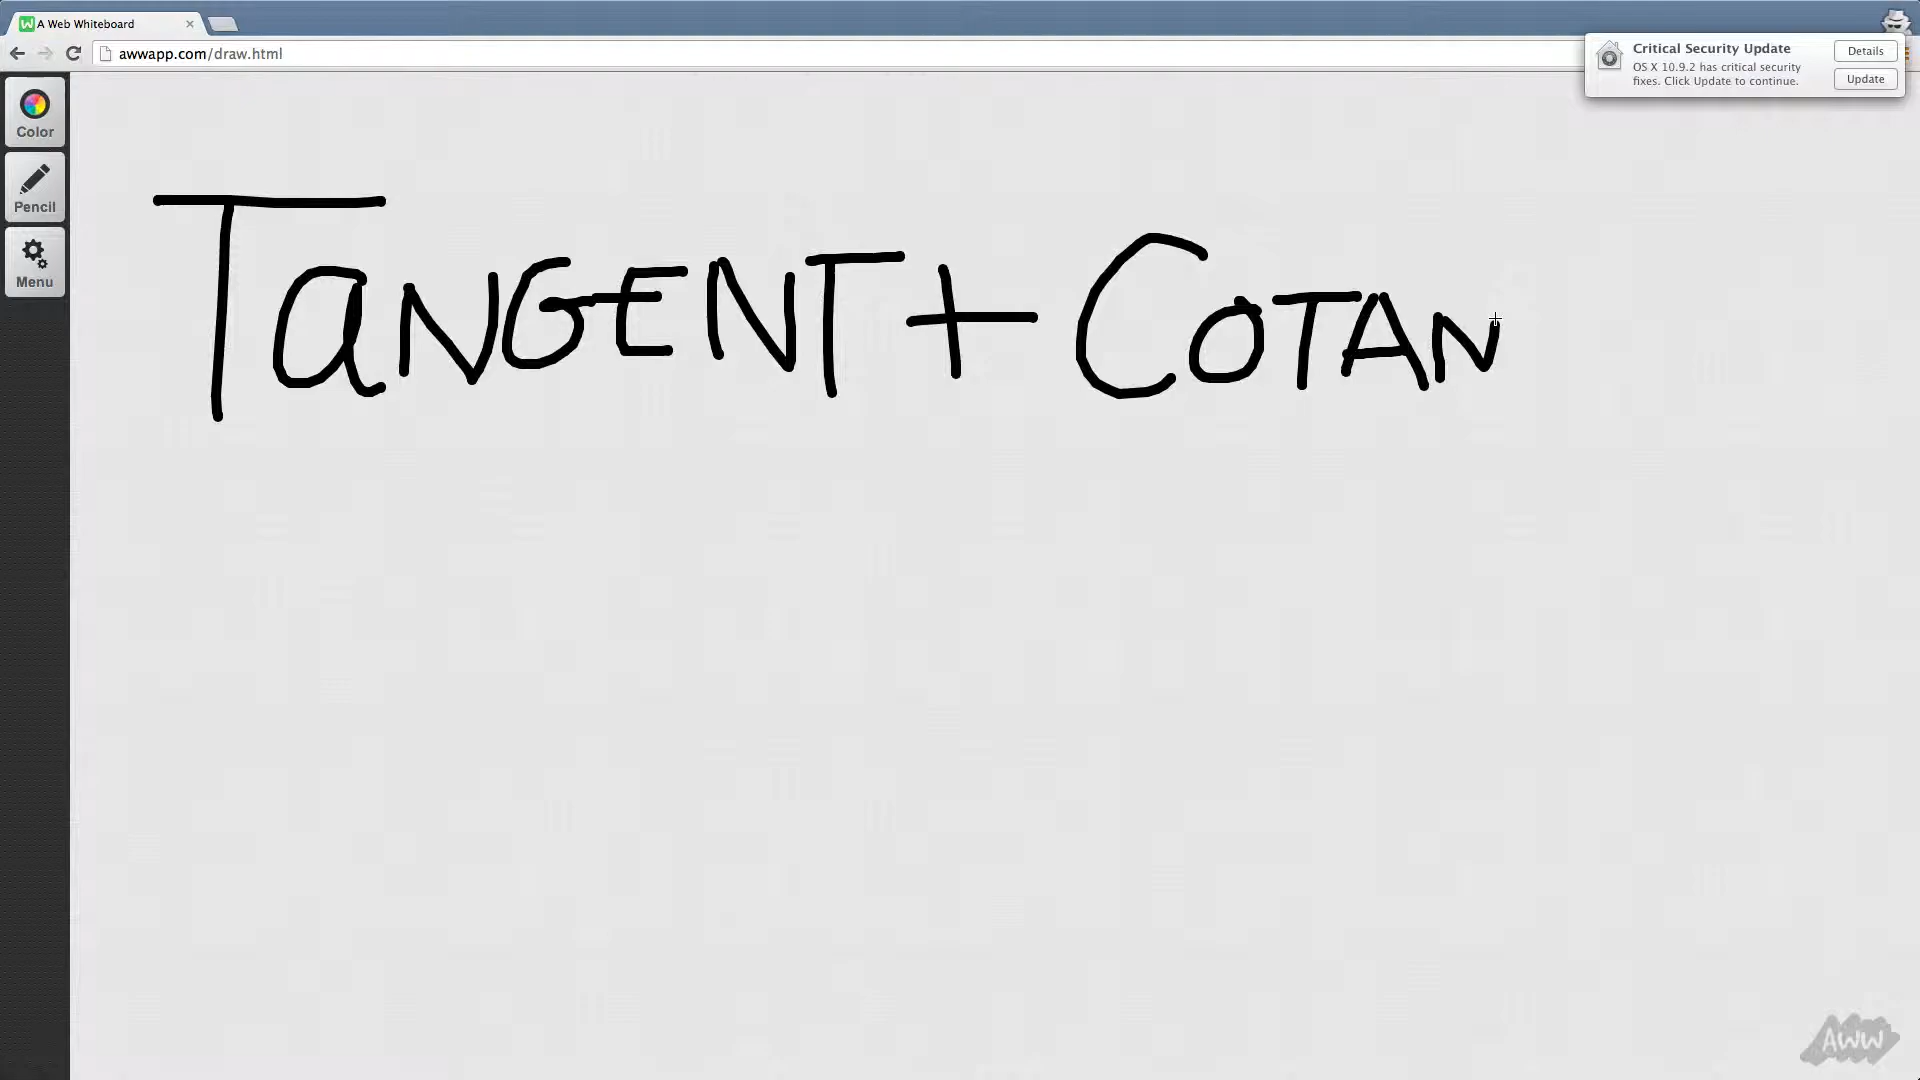 A Web Whiteboard
awwapp.com/draw.html
Critical Security Update
OS X 10.9.2 has critical security
fixes. Click Update to continue.
Details
Update
Color
Pencil
Menu
TaNGENT + COTAN
AWW